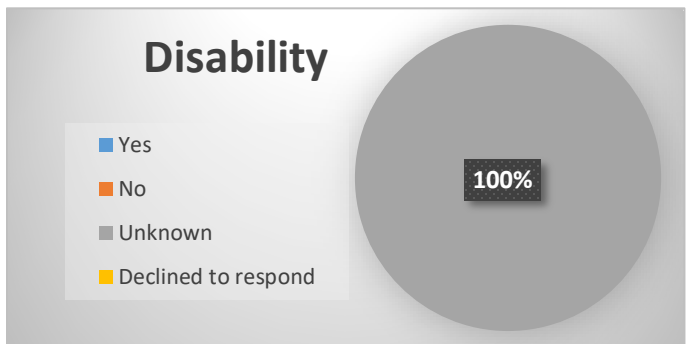 Disability
Yes
No
Unknown
Declined to respond
100%